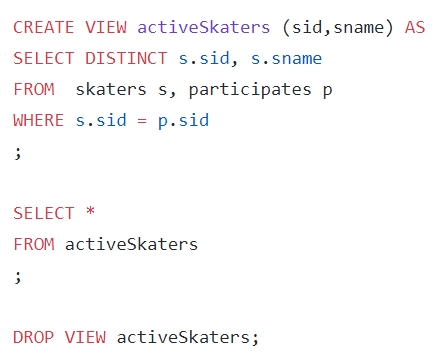 CREATE VIEW activeSkaters (sid,sname) AS
SELECT DISTINCT s.sid, s.sname
FROM  skaters s, participates p
WHERE s.sid = p.sid
;
SELECT *
FROM activeSkaters
;
DROP VIEW activeSkaters;